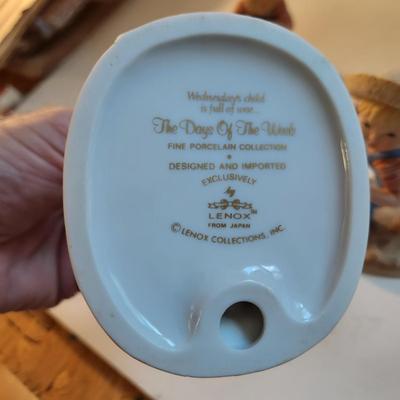 Wednesday's child
is full of woe...
The Days Of The Week
FINE PORCELAIN COLLECTION
•
DESIGNED AND IMPORTED
EXCLUSIVELY
by
LENOX™
FROM JAPAN
©LENOX COLLECTIONS, INC.